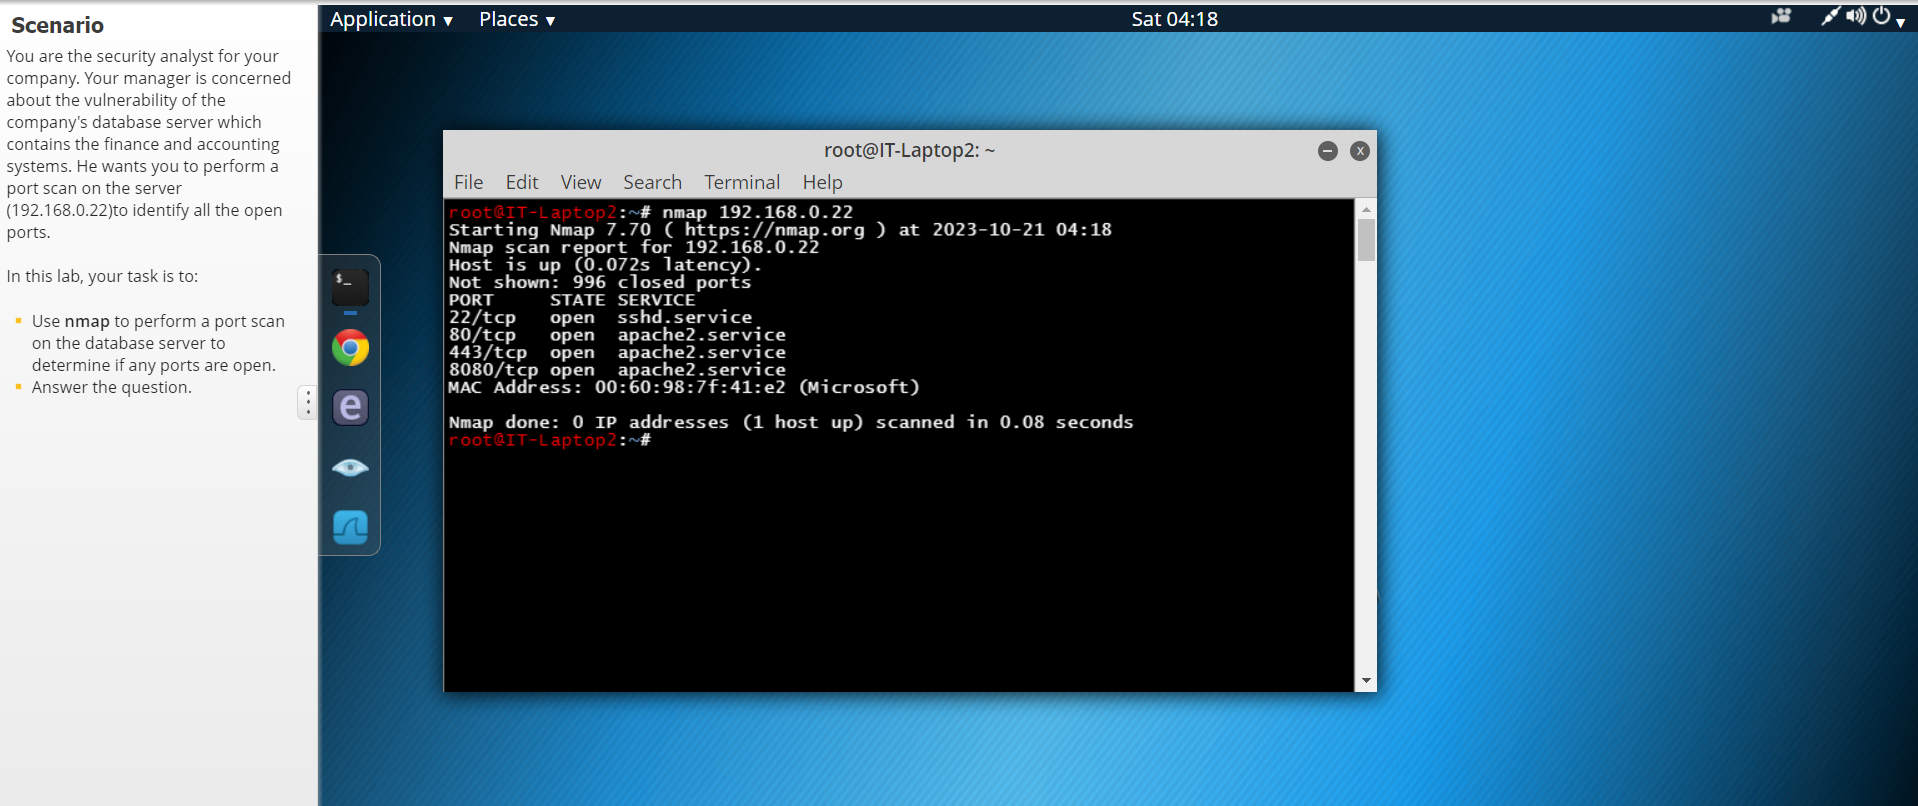 Scenario
You are the security analyst for your
company. Your manager is concerned
about the vulnerability of the
company's database server which
contains the finance and accounting
systems. He wants you to perform a
port scan on the server
(192.168.0.22)to identify all the open
ports.
In this lab, your task is to:
Use nmap to perform a port scan
on the database server to
determine if any ports are open.
Answer the question.
Application ▾ Places ▾ Sat 04:18
root@IT-Laptop2: ~
File Edit View Search Terminal Help
root@IT-Laptop2:~# nmap 192.168.0.22
Starting Nmap 7.70 ( https://nmap.org ) at 2023-10-21 04:18
Nmap scan report for 192.168.0.22
Host is up (0.072s latency).
Not shown: 996 closed ports
PORT     STATE SERVICE
22/tcp   open  sshd.service
80/tcp   open  apache2.service
443/tcp  open  apache2.service
8080/tcp open  apache2.service
MAC Address: 00:60:98:7f:41:e2 (Microsoft)
Nmap done: 0 IP addresses (1 host up) scanned in 0.08 seconds
root@IT-Laptop2:~#